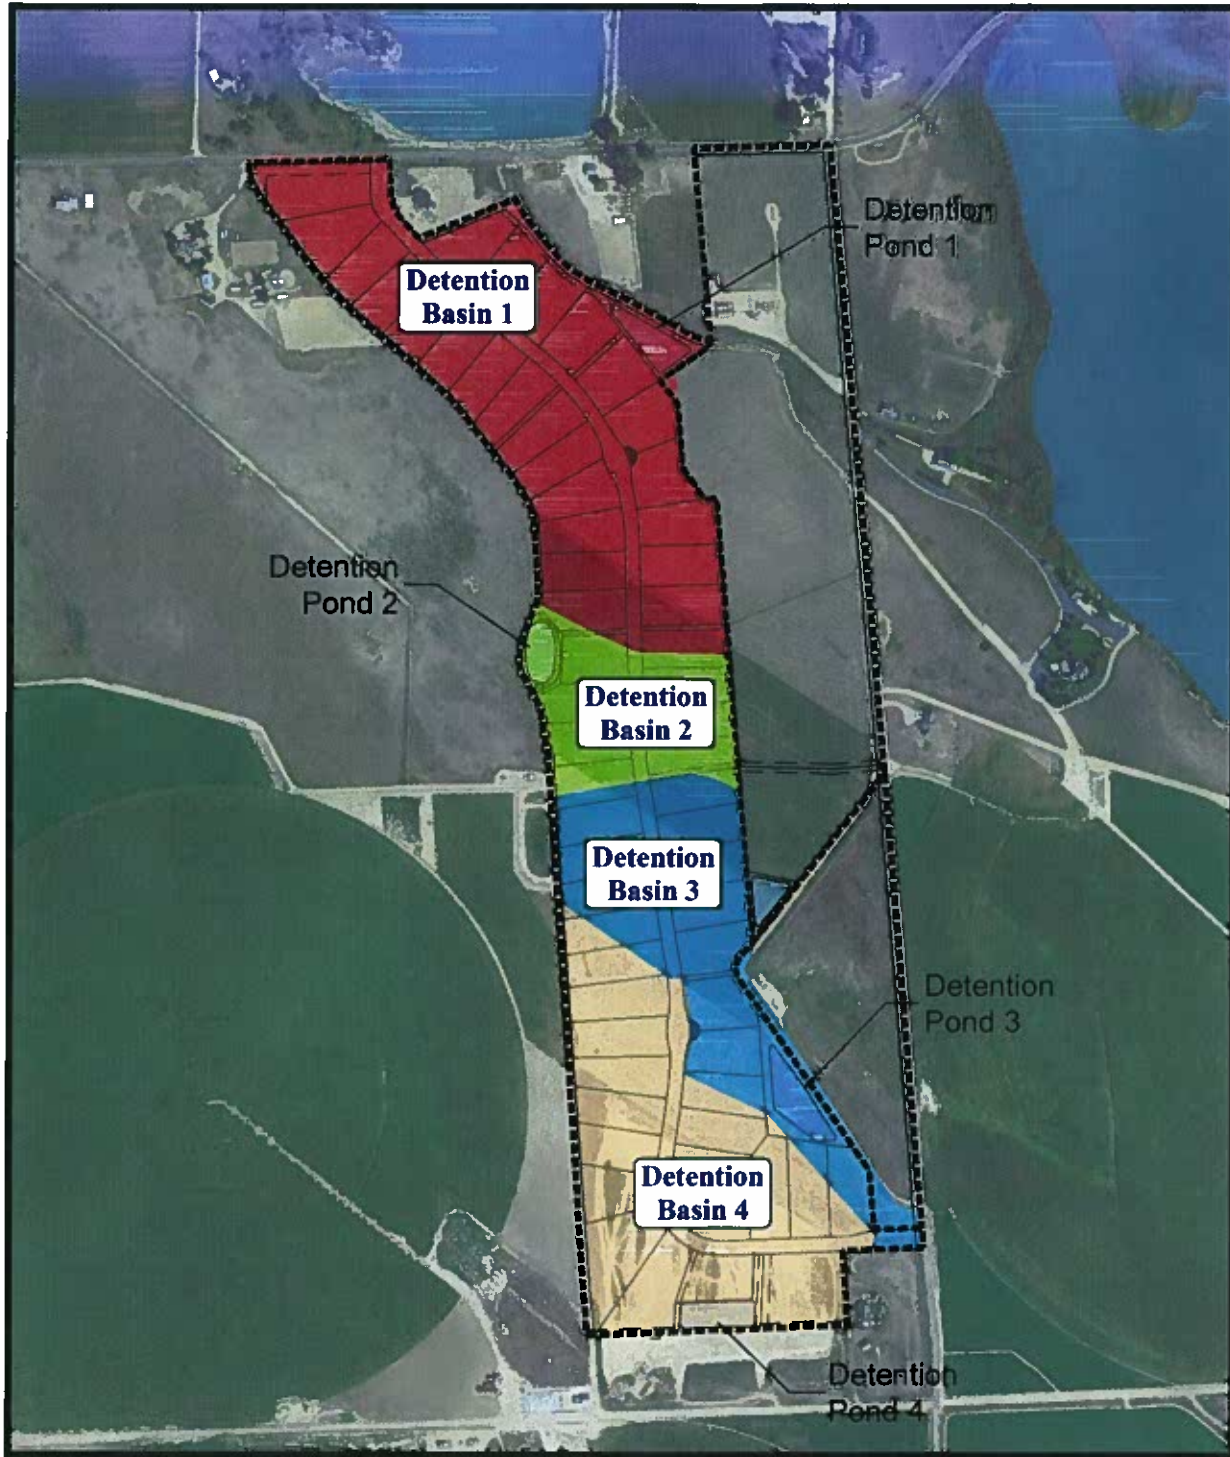 Detention
Pond 1
Detention
Basin 1
Detention
Pond 2
Detention
Basin 2
Detention
Basin 3
Detention
Pond 3
Detention
Basin 4
Detention
Pond 4